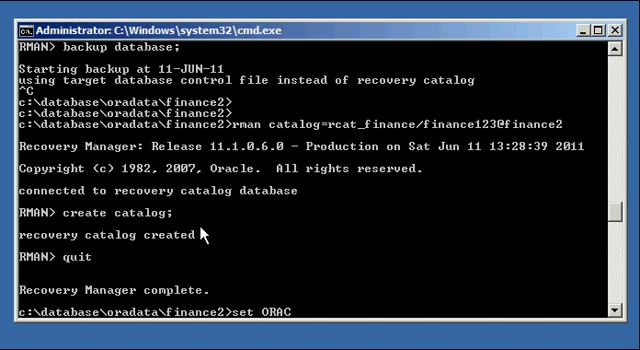 Administrator: C:\Windows\system32\cmd.exe
RMAN> backup database;
Starting backup at 11-JUN-11
using target database control file instead of recovery catalog
^C
c:\database\oradata\finance2>
c:\database\oradata\finance2>
c:\database\oradata\finance2>rman catalog=rcat_finance/finance123@finance2
Recovery Manager: Release 11.1.0.6.0 - Production on Sat Jun 11 13:28:39 2011
Copyright (c) 1982, 2007, Oracle.  All rights reserved.
connected to recovery catalog database
RMAN> create catalog;
recovery catalog created
RMAN> quit
Recovery Manager complete.
c:\database\oradata\finance2>set ORAC